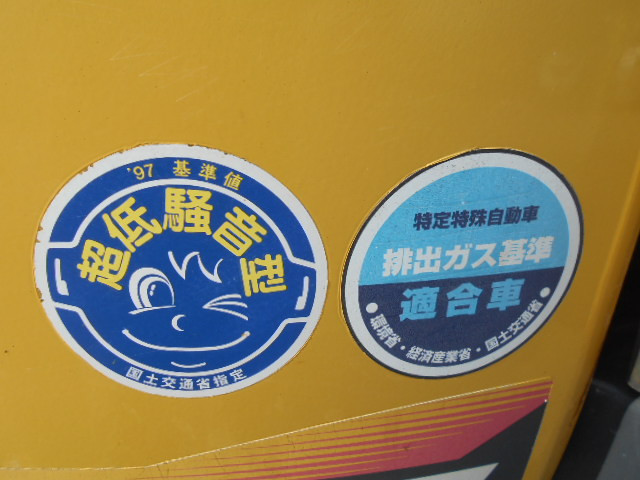 '97 基準値
超低騒音型
国土交通省指定
特定特殊自動車
排出ガス基準
適合車
環境省・経済産業省・国土交通省